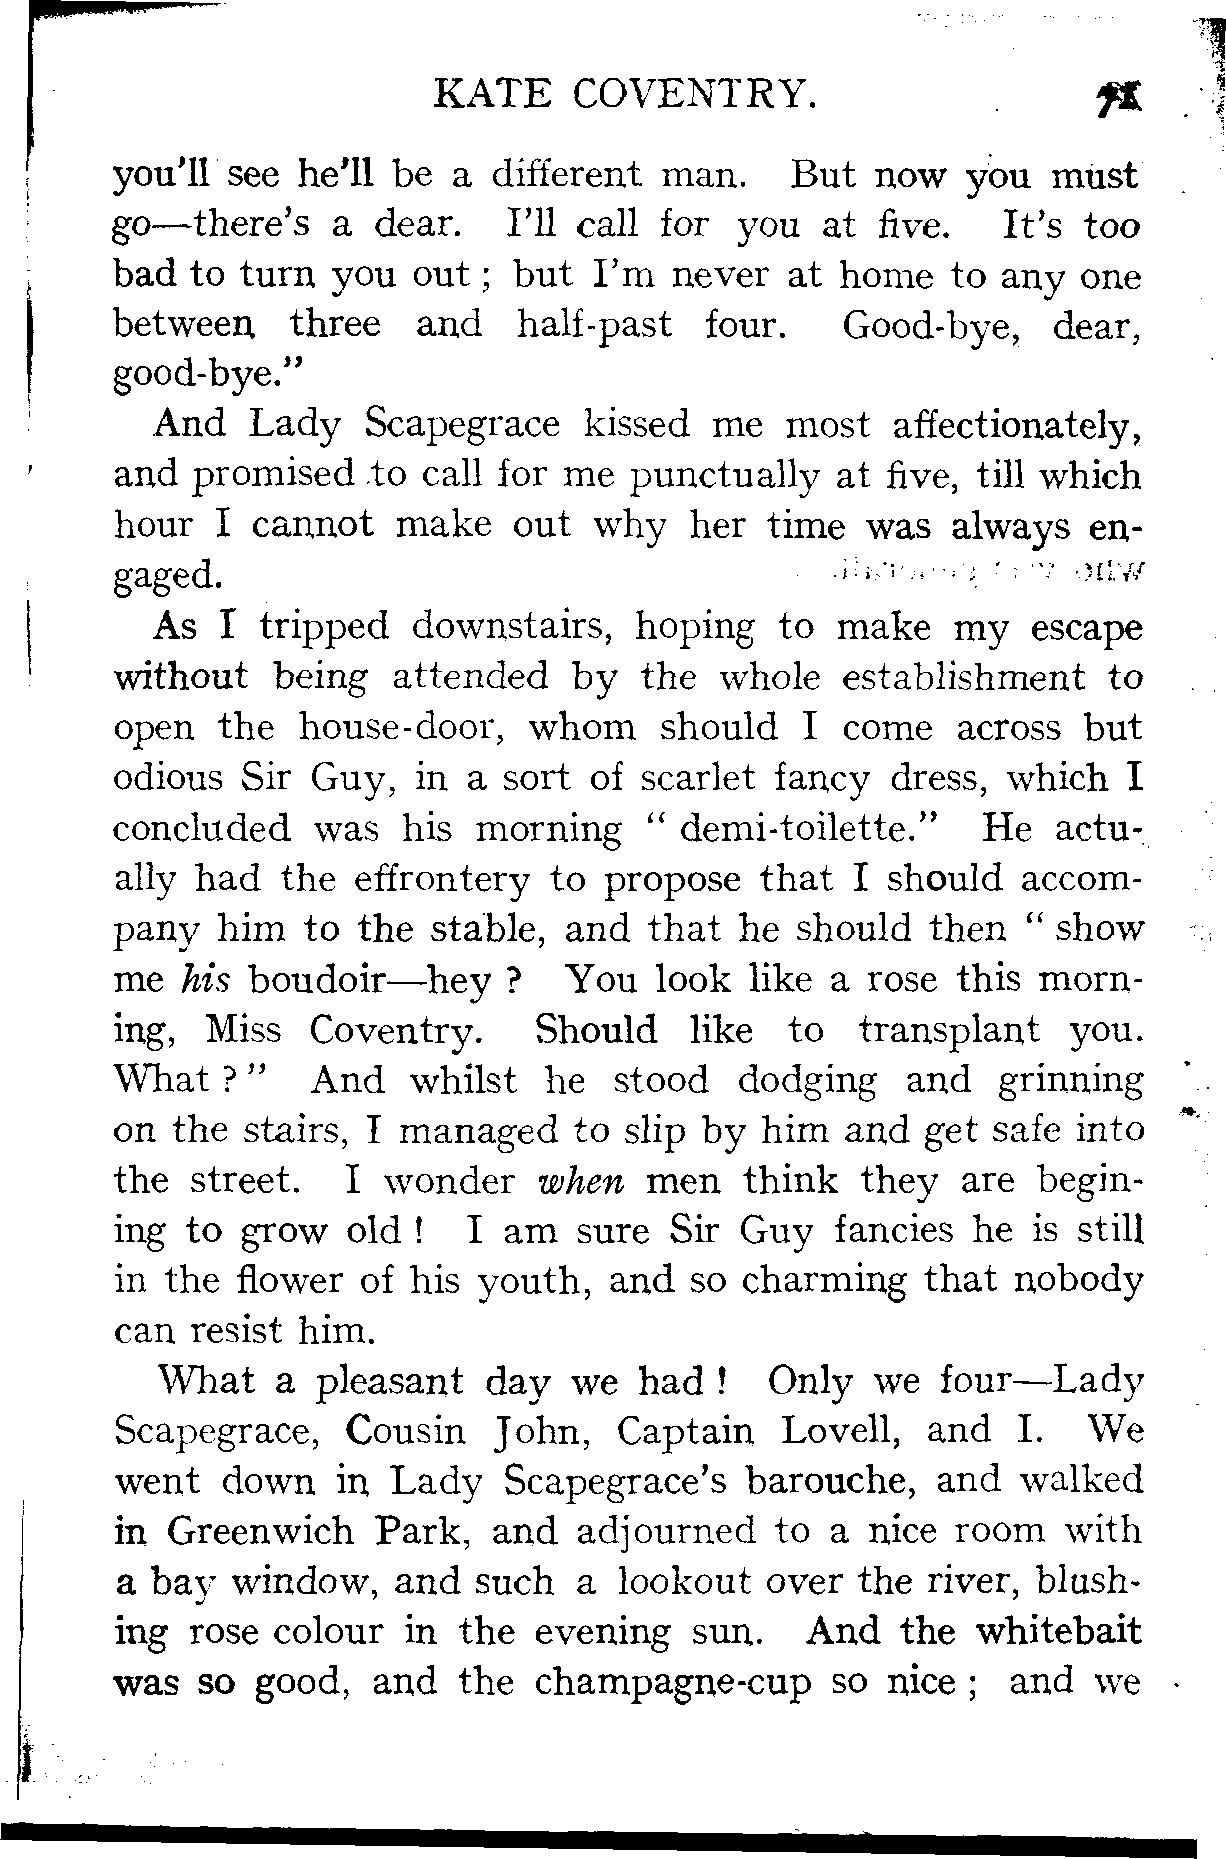 KATE COVENTRY.
you'll see he'll be a different man. But now you must
go—there's a dear. I'll call for you at five. It's too
bad to turn you out ; but I'm never at home to any one
between three and half-past four. Good-bye, dear,
good-bye."
And Lady Scapegrace kissed me most affectionately,
and promised to call for me punctually at five, till which
hour I cannot make out why her time was always en-
gaged.
As I tripped downstairs, hoping to make my escape
without being attended by the whole establishment to
open the house-door, whom should I come across but
odious Sir Guy, in a sort of scarlet fancy dress, which I
concluded was his morning " demi-toilette." He actu-
ally had the effrontery to propose that I should accom-
pany him to the stable, and that he should then " show
me his boudoir—hey ? You look like a rose this morn-
ing, Miss Coventry. Should like to transplant you.
What ? " And whilst he stood dodging and grinning
on the stairs, I managed to slip by him and get safe into
the street. I wonder when men think they are begin-
ing to grow old ! I am sure Sir Guy fancies he is still
in the flower of his youth, and so charming that nobody
can resist him.
What a pleasant day we had ! Only we four—Lady
Scapegrace, Cousin John, Captain Lovell, and I. We
went down in Lady Scapegrace's barouche, and walked
in Greenwich Park, and adjourned to a nice room with
a bay window, and such a lookout over the river, blush-
ing rose colour in the evening sun. And the whitebait
was so good, and the champagne-cup so nice ; and we